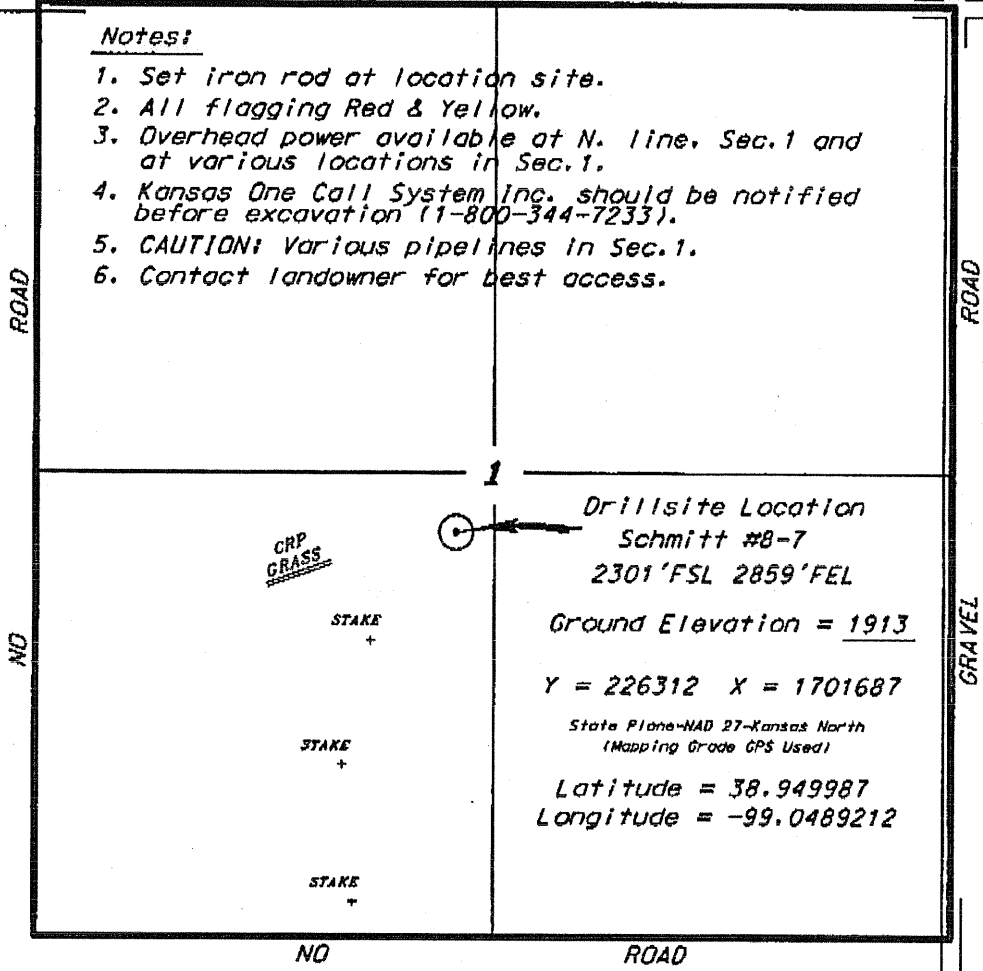 Notes:
1. Set iron rod at location site.
2. All flagging Red & Yellow.
3. Overhead power available at N. line, Sec.1 and
at various locations in Sec.1.
4. Kansas One Call System Inc. should be notified
before excavation (1-800-344-7233).
5. CAUTION: Various pipelines in Sec.1.
6. Contact landowner for best access.
ROAD
ROAD
1
Drillsite Location
Schmitt #8-7
2301'FSL 2859'FEL
CRP
GRASS
STAKE
Ground Elevation = 1913
NO
GRAVEL
Y = 226312 X = 1701687
State Plane-NAD 27-Kansas North
(Mapping Grade GPS Used)
STAKE
Latitude = 38.949987
Longitude = -99.0489212
STAKE
NO ROAD